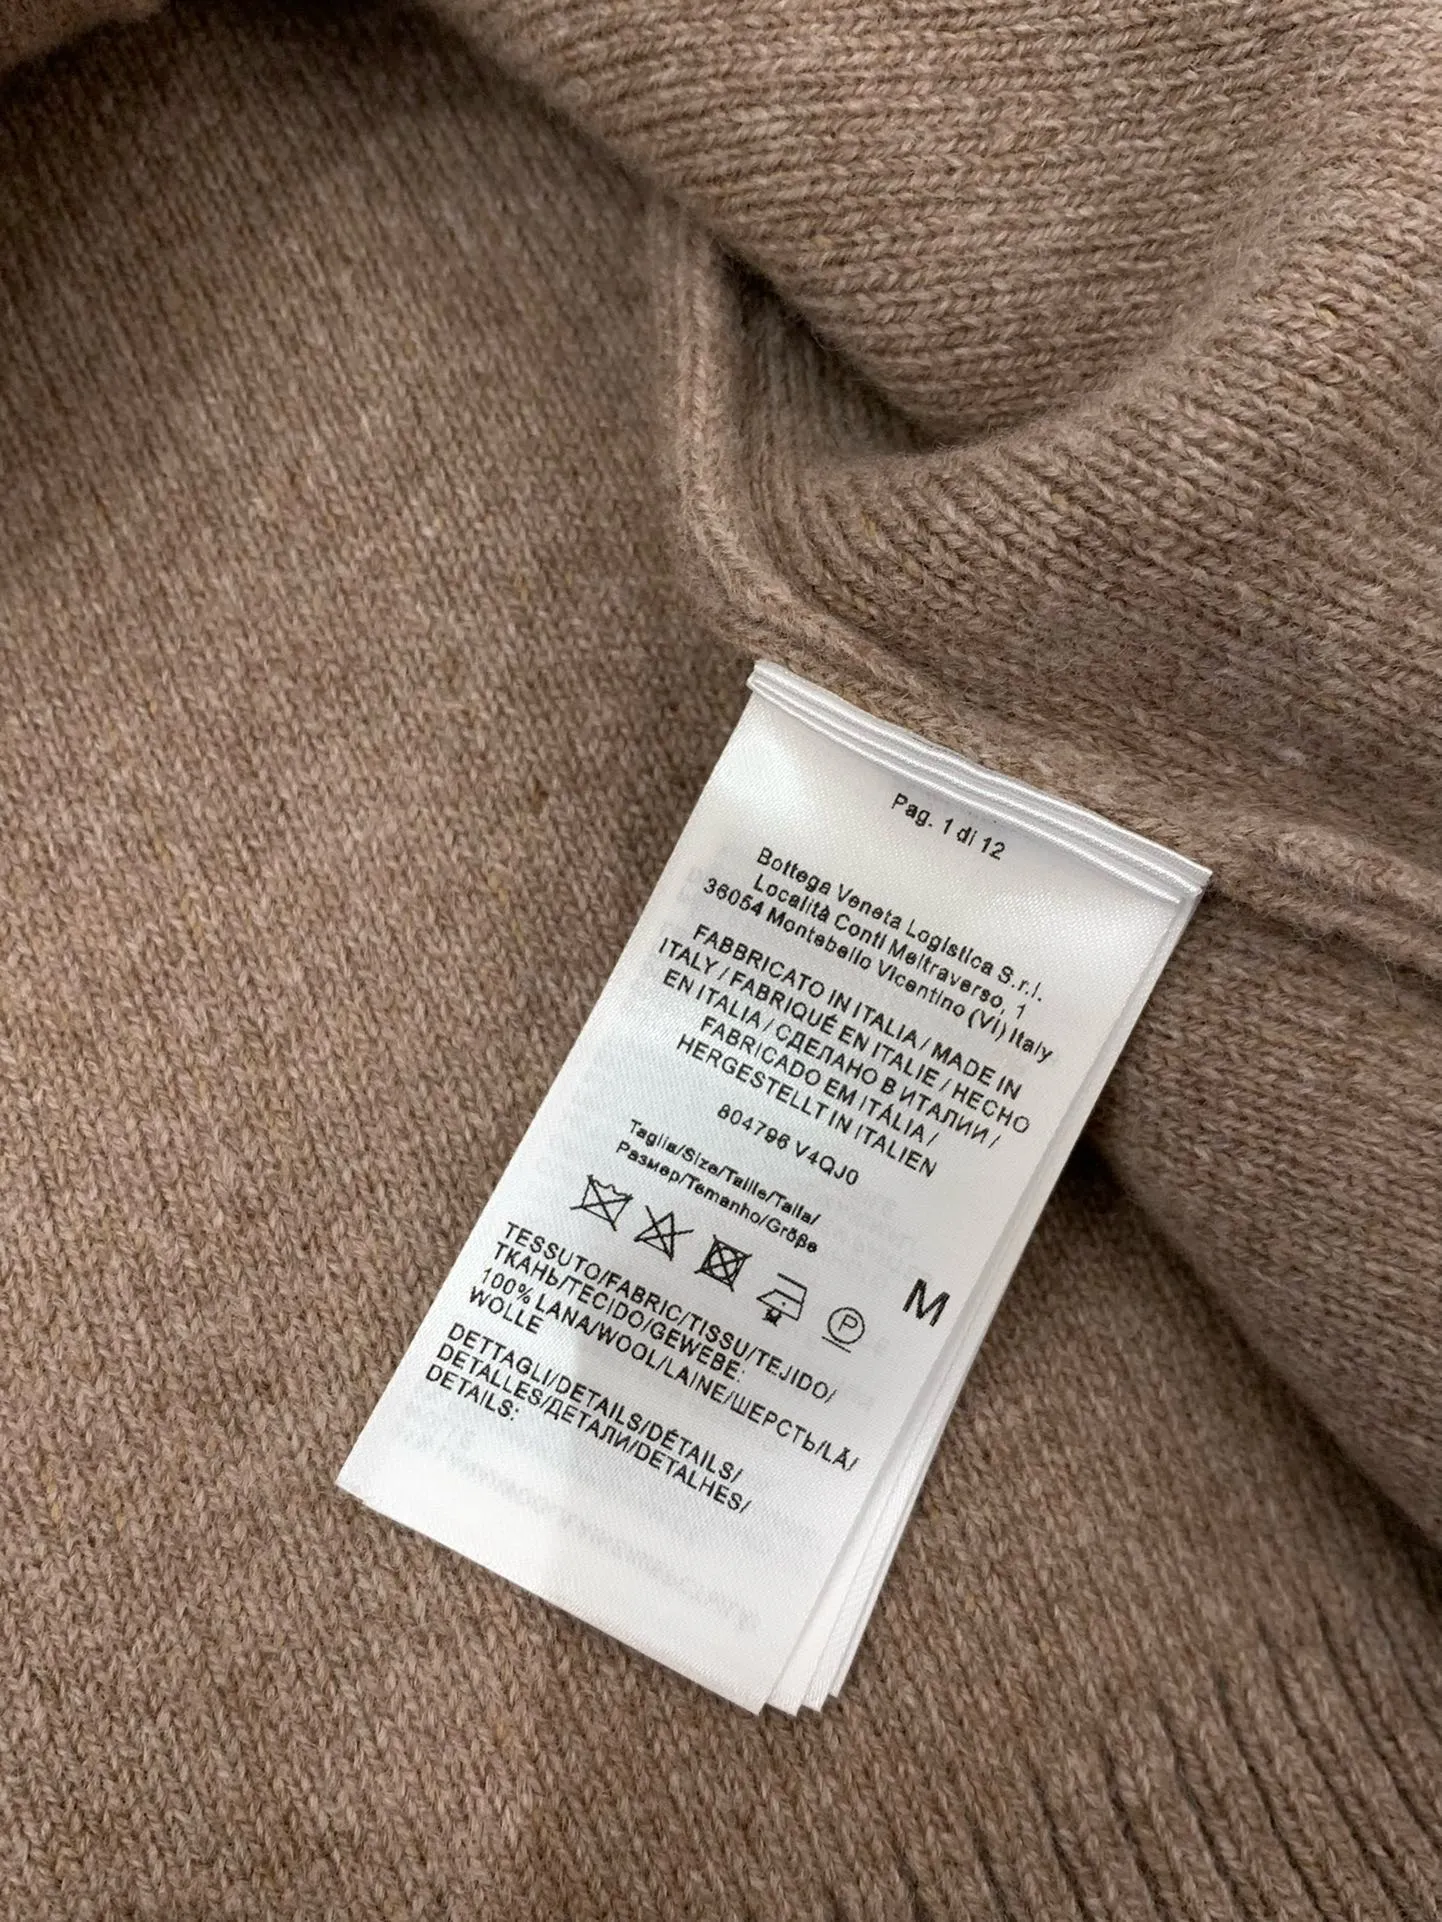 Pag. 1 di 12
Bottega Veneta Logistica S.r.l.
Località Conti Meltraverso, 1
36054 Montebello Vicentino (VI) Italy
FABBRICATO IN ITALIA / MADE IN
ITALY / FABRIQUÉ EN ITALIE / HECHO
EN ITALIA / СДЕЛАНО В ИТАЛИИ /
FABRICADO EM ITÁLIA /
HERGESTELLT IN ITALIEN
804796 V4QJ0
Taglia/Size/Taille/Talla/
Размер/Temanho/Größe
M
P
TESSUTO/FABRIC/TISSU/TEJIDO/
ТКАНЬ/TECIDO/GEWEBE:
100% LANA/WOOL/LAINE/ШЕРСТЬ/LÃ/
WOLLE
DETTAGLI/DETAILS/DÉTAILS/
DETALLES/ДЕТАЛИ/DETALHES/
DETAILS: